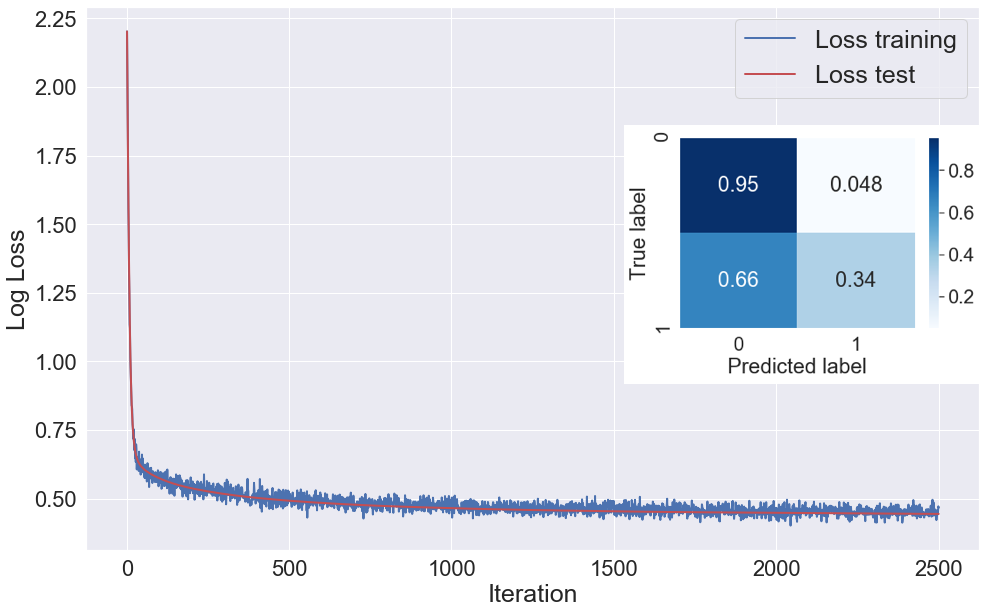 2.25
2.00
1.75
1.50
1.25
1.00
0.75
0.50
Log Loss
0 500 1000 1500 2000 2500
Iteration
Loss training
Loss test
0
1
True label
0.95 0.048
0.66 0.34
0 1
Predicted label
0.8
0.6
0.4
0.2